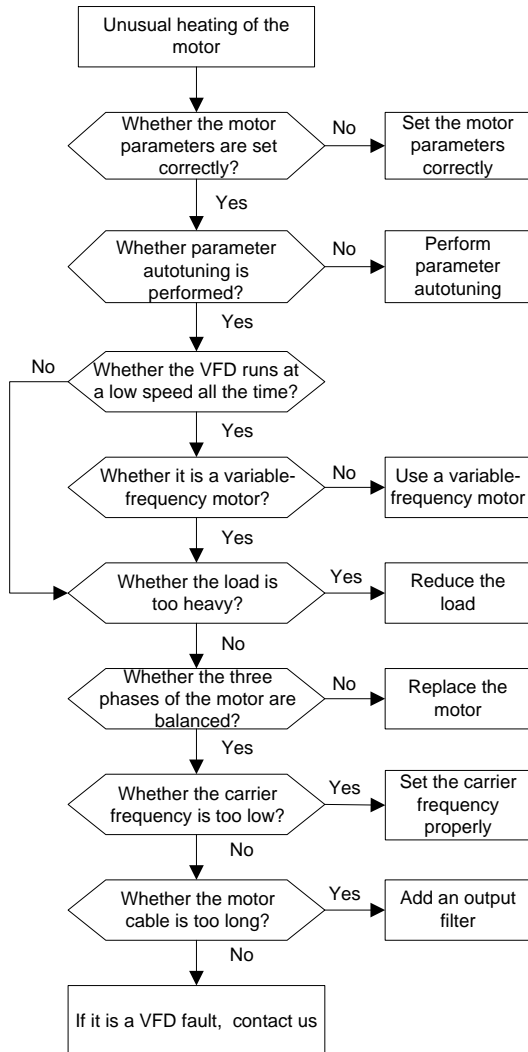 Unusual heating of the
motor
Whether the motor
parameters are set
correctly?
No
Set the motor
parameters
correctly
Yes
Whether parameter
autotuning is
performed?
No
Perform
parameter
autotuning
Yes
No
Whether the VFD runs at
a low speed all the time?
Yes
Whether it is a variable-
frequency motor?
No
Use a variable-
frequency motor
Yes
Whether the load is
too heavy?
Yes
Reduce the
load
No
Whether the three
phases of the motor are
balanced?
No
Replace the
motor
Yes
Whether the carrier
frequency is too low?
Yes
Set the carrier
frequency
properly
No
Whether the motor
cable is too long?
Yes
Add an output
filter
No
If it is a VFD fault, contact us